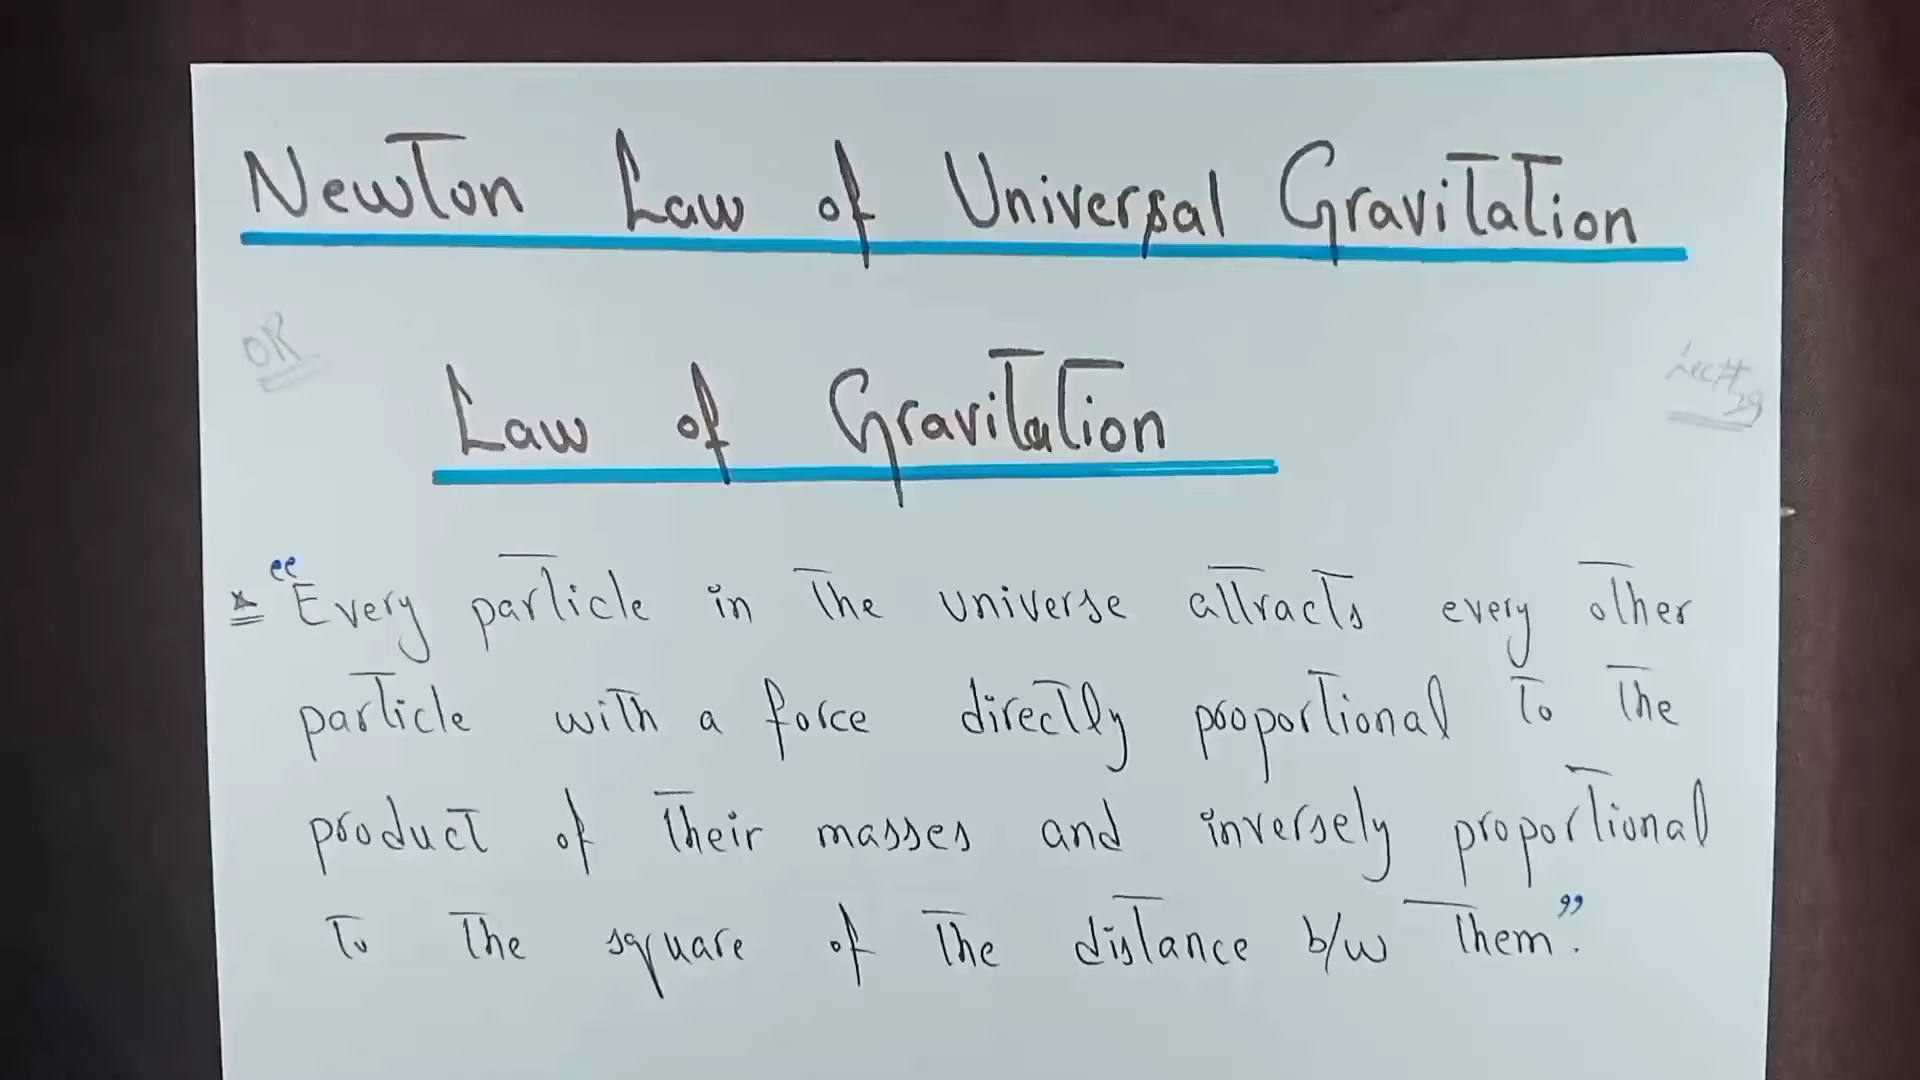 Newton Law of Universal Gravitation
OR
Lec# 39
Law of Gravitation
* “Every particle in the universe attracts every other
particle with a force directly proportional to the
product of their masses and inversely proportional
to the square of the distance b/w them”.